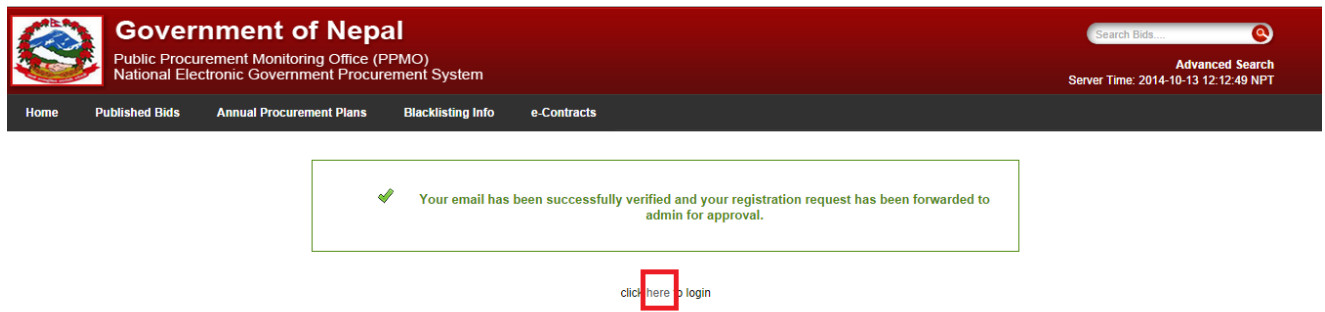 Government of Nepal
Public Procurement Monitoring Office (PPMO)
National Electronic Government Procurement System
Search Bids....
Advanced Search
Server Time: 2014-10-13 12:12:49 NPT
Home Published Bids Annual Procurement Plans Blacklisting Info e-Contracts
Your email has been successfully verified and your registration request has been forwarded to
admin for approval.
click here to login